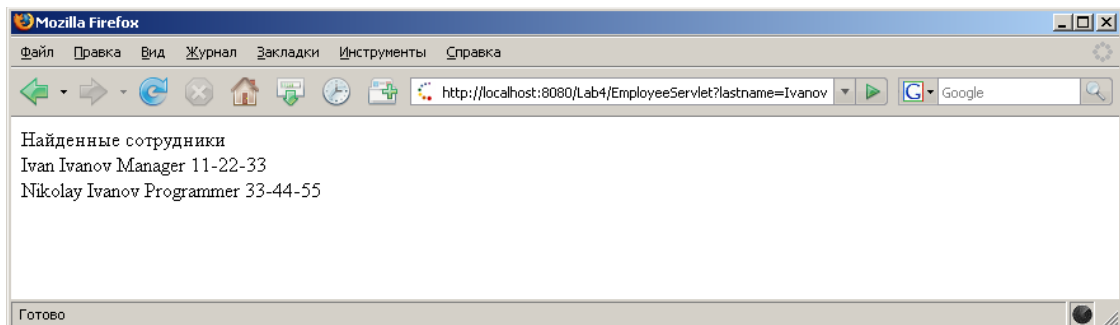 Mozilla Firefox
Файл Правка Вид Журнал Закладки Инструменты Справка
http://localhost:8080/Lab4/EmployeeServlet?lastname=Ivanov
G Google
Найденные сотрудники
Ivan Ivanov Manager 11-22-33
Nikolay Ivanov Programmer 33-44-55
Готово